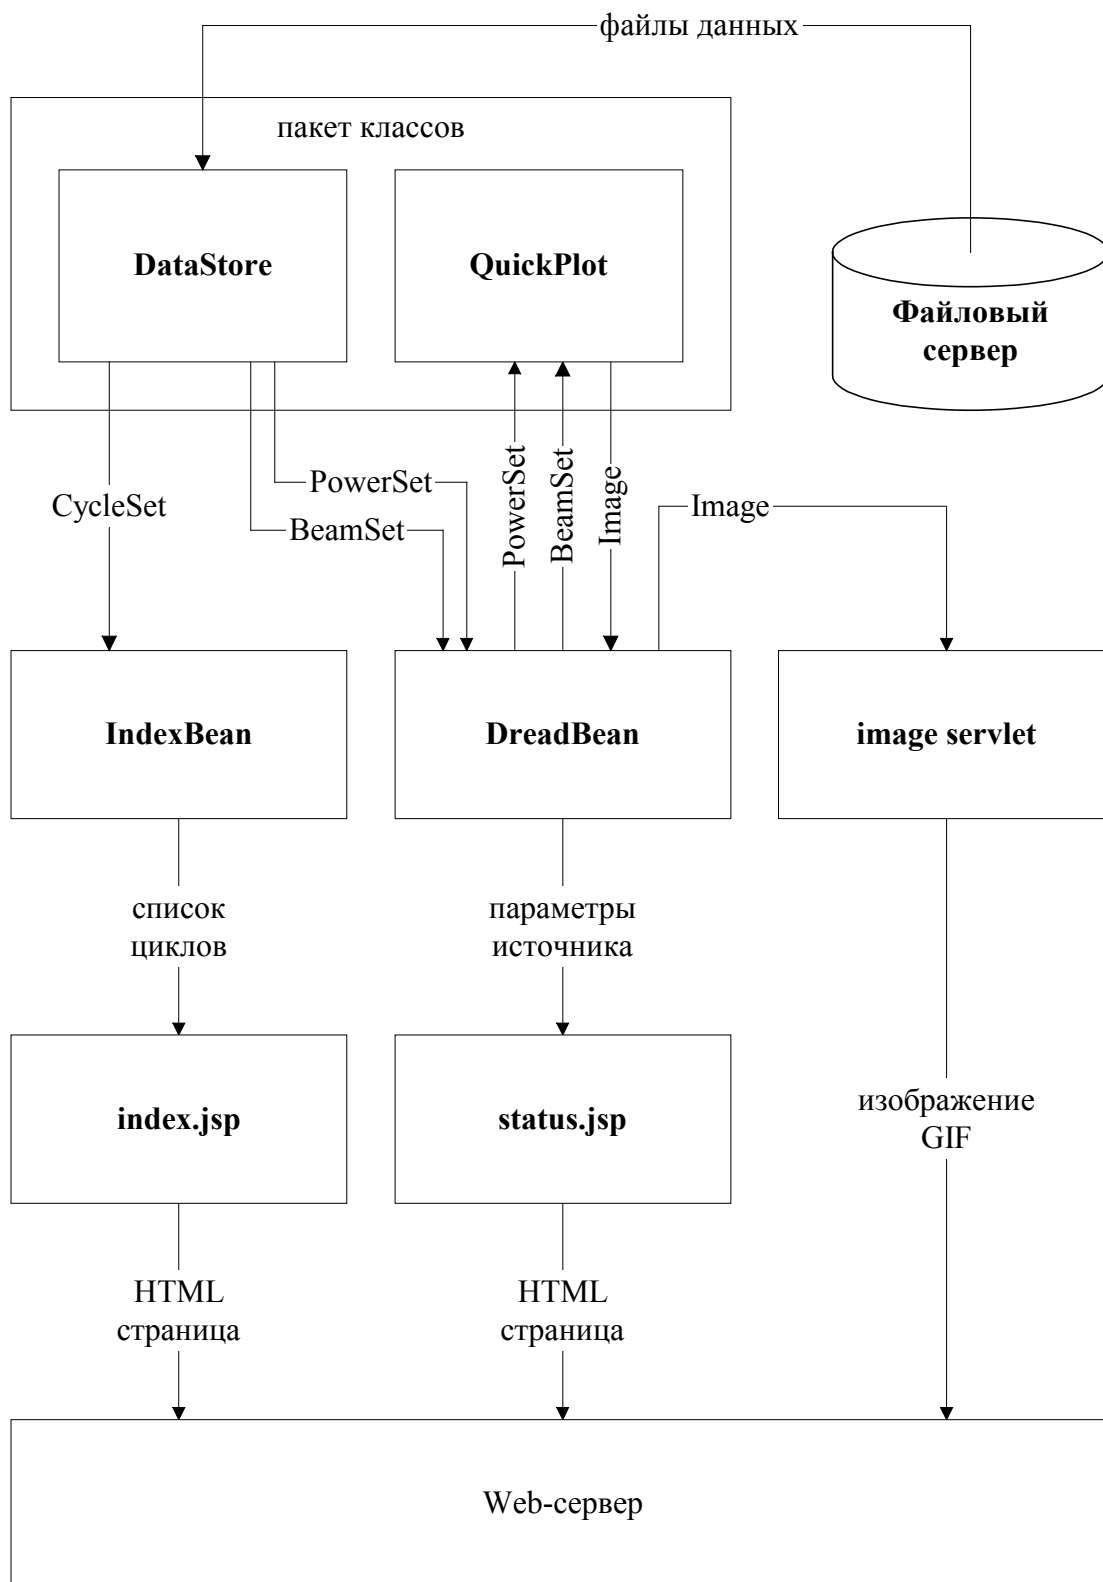 файлы данных
пакет классов
DataStore
QuickPlot
Файловый
сервер
CycleSet
PowerSet
BeamSet
PowerSet
BeamSet
Image
Image
IndexBean
DreadBean
image servlet
список
циклов
параметры
источника
index.jsp
status.jsp
изображение
GIF
HTML
страница
HTML
страница
Web-сервер